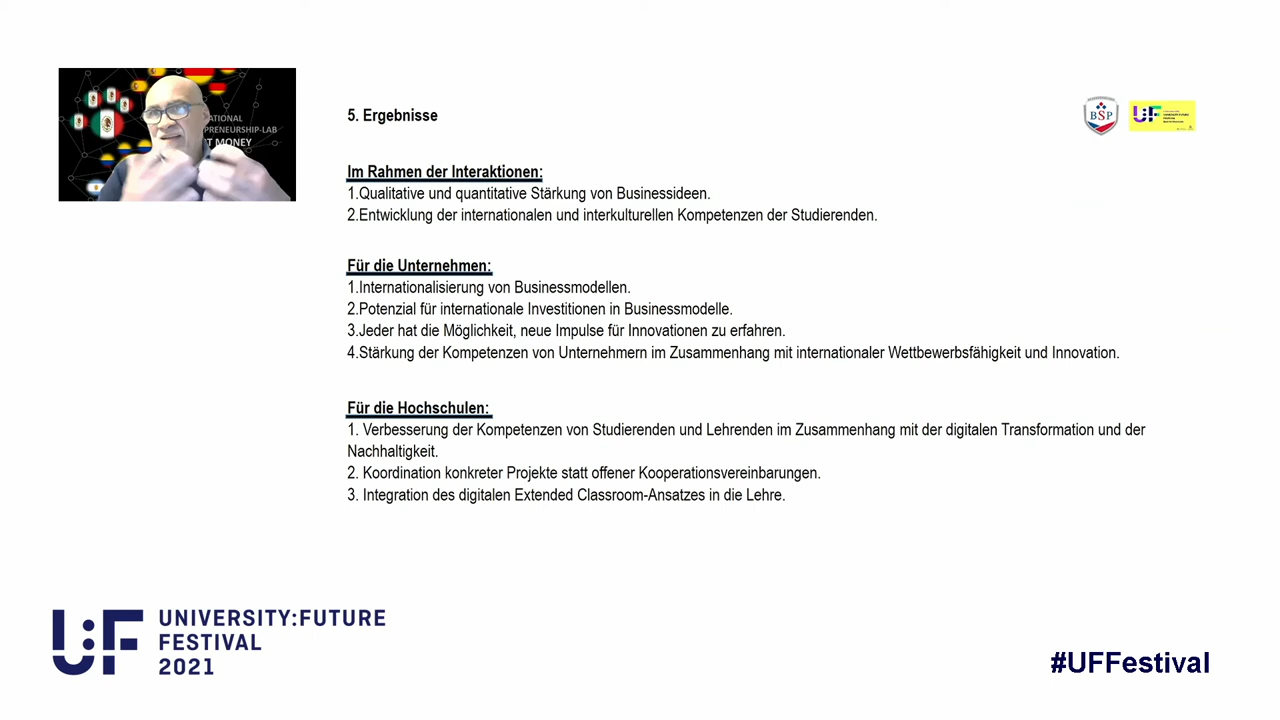 ATIONAL
PRENEURSHIP-LAB
T MONEY
5. Ergebnisse
BSP
U:F
Im Rahmen der Interaktionen:
1.Qualitative und quantitative Stärkung von Businessideen.
2.Entwicklung der internationalen und interkulturellen Kompetenzen der Studierenden.
Für die Unternehmen:
1.Internationalisierung von Businessmodellen.
2.Potenzial für internationale Investitionen in Businessmodelle.
3.Jeder hat die Möglichkeit, neue Impulse für Innovationen zu erfahren.
4.Stärkung der Kompetenzen von Unternehmern im Zusammenhang mit internationaler Wettbewerbsfähigkeit und Innovation.
Für die Hochschulen:
1. Verbesserung der Kompetenzen von Studierenden und Lehrenden im Zusammenhang mit der digitalen Transformation und der
Nachhaltigkeit.
2. Koordination konkreter Projekte statt offener Kooperationsvereinbarungen.
3. Integration des digitalen Extended Classroom-Ansatzes in die Lehre.
U:F
UNIVERSITY:FUTURE
FESTIVAL
2021
#UFFestival